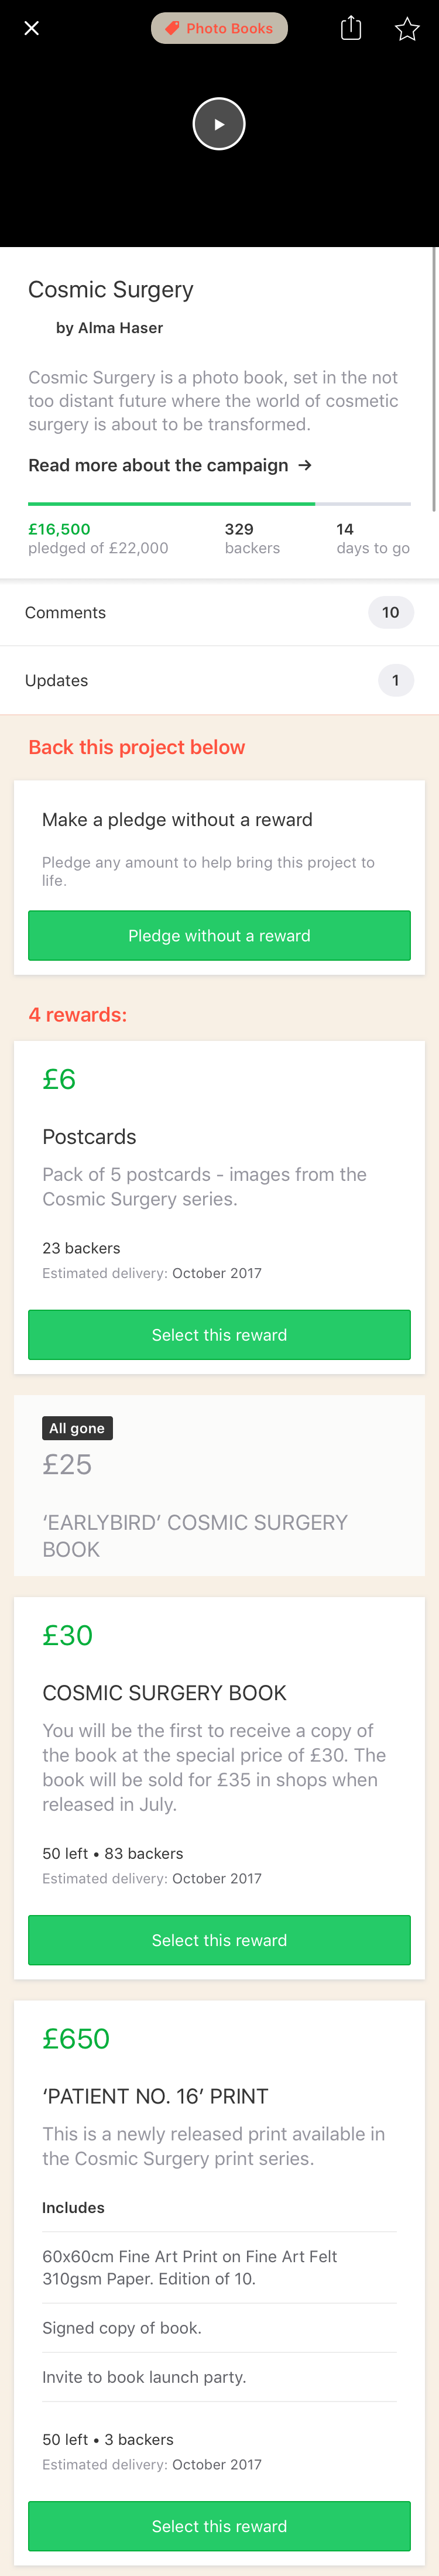 Photo Books
Cosmic Surgery
by Alma Haser
Cosmic Surgery is a photo book, set in the not
too distant future where the world of cosmetic
surgery is about to be transformed.
Read more about the campaign →
£16,500
pledged of £22,000
329
backers
14
days to go
Comments
10
Updates
1
Back this project below
Make a pledge without a reward
Pledge any amount to help bring this project to
life.
Pledge without a reward
4 rewards:
£6
Postcards
Pack of 5 postcards - images from the
Cosmic Surgery series.
23 backers
Estimated delivery: October 2017
Select this reward
All gone
£25
‘EARLYBIRD’ COSMIC SURGERY
BOOK
£30
COSMIC SURGERY BOOK
You will be the first to receive a copy of
the book at the special price of £30. The
book will be sold for £35 in shops when
released in July.
50 left • 83 backers
Estimated delivery: October 2017
Select this reward
£650
‘PATIENT NO. 16’ PRINT
This is a newly released print available in
the Cosmic Surgery print series.
Includes
60x60cm Fine Art Print on Fine Art Felt
310gsm Paper. Edition of 10.
Signed copy of book.
Invite to book launch party.
50 left • 3 backers
Estimated delivery: October 2017
Select this reward